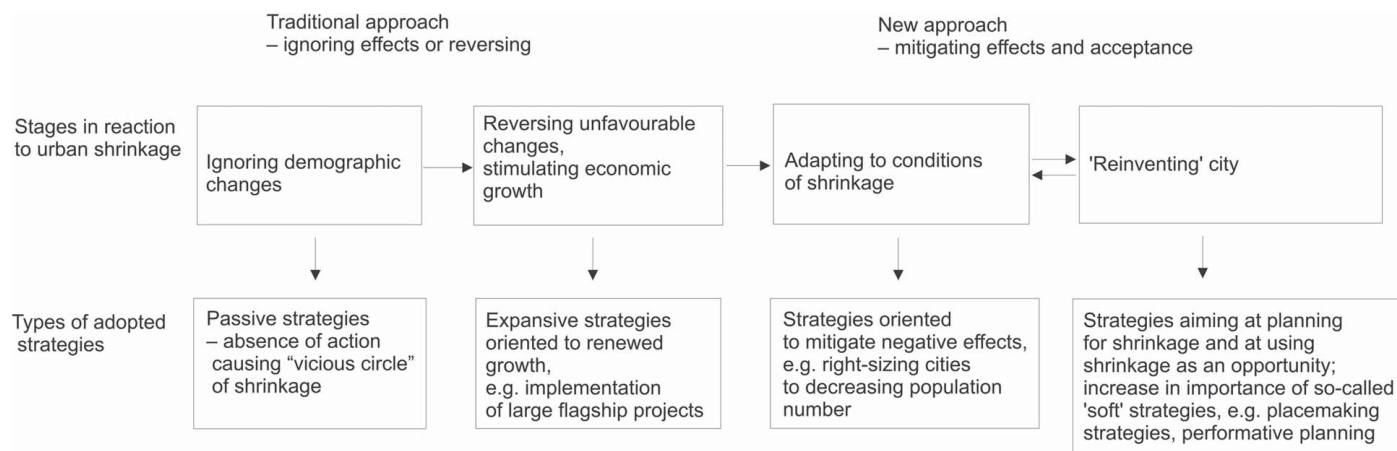 Traditional approach
– ignoring effects or reversing
New approach
– mitigating effects and acceptance
Stages in reaction
to urban shrinkage
Ignoring demographic
changes
Reversing unfavourable
changes,
stimulating economic
growth
Adapting to conditions
of shrinkage
'Reinventing' city
Types of adopted
strategies
Passive strategies
– absence of action
causing “vicious circle”
of shrinkage
Expansive strategies
oriented to renewed
growth,
e.g. implementation
of large flagship projects
Strategies oriented
to mitigate negative effects,
e.g. right-sizing cities
to decreasing population
number
Strategies aiming at planning
for shrinkage and at using
shrinkage as an opportunity;
increase in importance of so-called
'soft' strategies, e.g. placemaking
strategies, performative planning